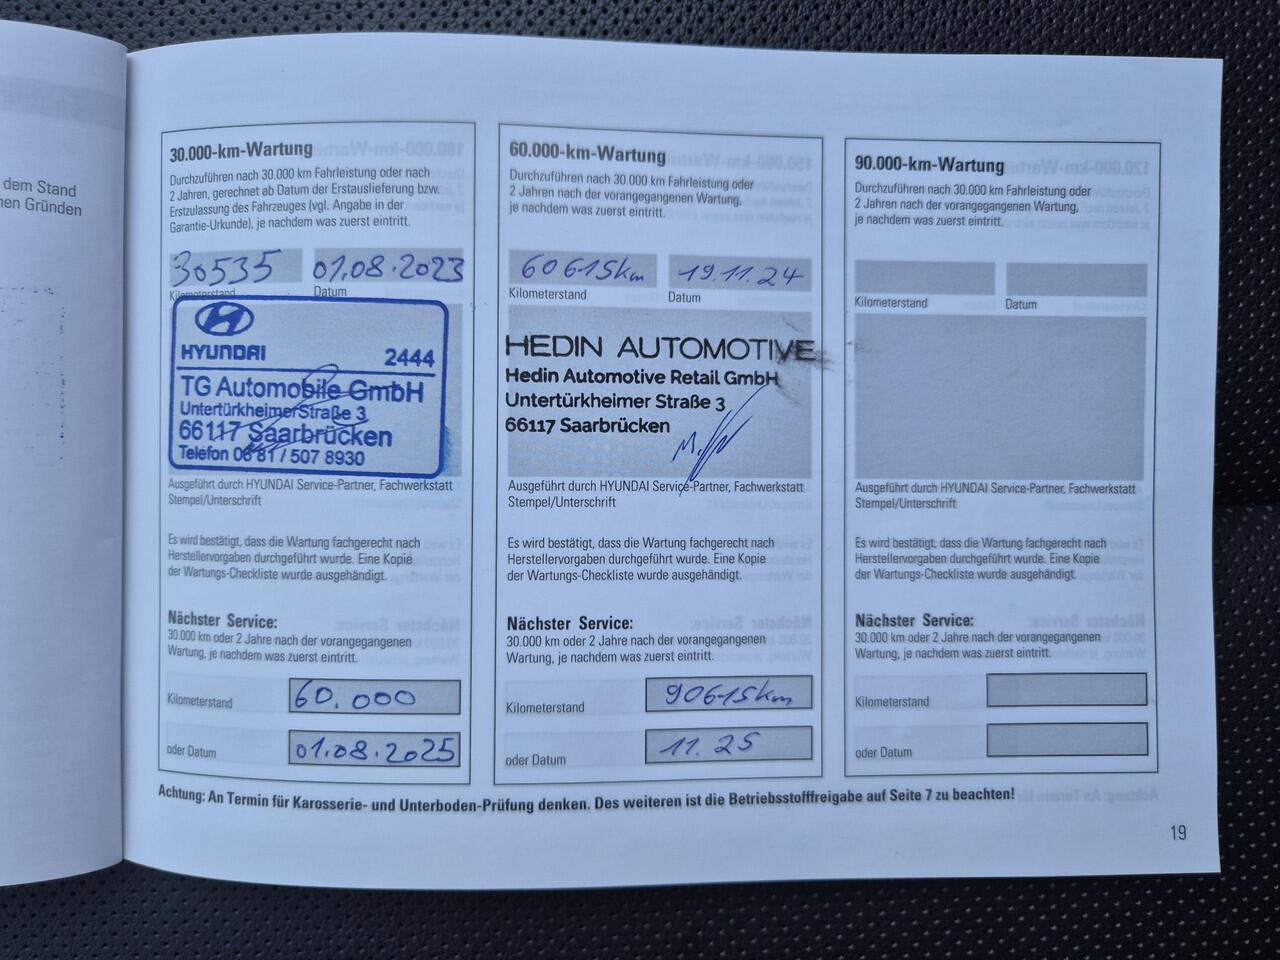 dem Stand
nen Gründen
30.000-km-Wartung
Durchzuführen nach 30.000 km Fahrleistung oder nach
2 Jahren, gerechnet ab Datum der Erstauslieferung bzw.
Erstzulassung des Fahrzeuges (vgl. Angabe in der
Garantie-Urkunde), je nachdem was zuerst eintritt.
30535 01.08.2023
Kilometerstand Datum
HYUNDAI 2444
TG Automobile GmbH
Untertürkheimer Straße 3
66117 Saarbrücken
Telefon 06 81 / 507 8930
Ausgeführt durch HYUNDAI Service-Partner, Fachwerkstatt
Stempel/Unterschrift
Es wird bestätigt, dass die Wartung fachgerecht nach
Herstellervorgaben durchgeführt wurde. Eine Kopie
der Wartungs-Checkliste wurde ausgehändigt.
Nächster Service:
30.000 km oder 2 Jahre nach der vorangegangenen
Wartung, je nachdem was zuerst eintritt.
Kilometerstand 60.000
oder Datum 01.08.2025
60.000-km-Wartung
Durchzuführen nach 30.000 km Fahrleistung oder
2 Jahren nach der vorangegangenen Wartung,
je nachdem was zuerst eintritt.
60615km 19.11.24
Kilometerstand Datum
HEDIN AUTOMOTIVE
Hedin Automotive Retail GmbH
Untertürkheimer Straße 3
66117 Saarbrücken
Ausgeführt durch HYUNDAI Service-Partner, Fachwerkstatt
Stempel/Unterschrift
Es wird bestätigt, dass die Wartung fachgerecht nach
Herstellervorgaben durchgeführt wurde. Eine Kopie
der Wartungs-Checkliste wurde ausgehändigt.
Nächster Service:
30.000 km oder 2 Jahre nach der vorangegangenen
Wartung, je nachdem was zuerst eintritt.
Kilometerstand 90615km
oder Datum 11.25
90.000-km-Wartung
Durchzuführen nach 30.000 km Fahrleistung oder
2 Jahren nach der vorangegangenen Wartung,
je nachdem was zuerst eintritt.
Kilometerstand Datum
Ausgeführt durch HYUNDAI Service-Partner, Fachwerkstatt
Stempel/Unterschrift
Es wird bestätigt, dass die Wartung fachgerecht nach
Herstellervorgaben durchgeführt wurde. Eine Kopie
der Wartungs-Checkliste wurde ausgehändigt.
Nächster Service:
30.000 km oder 2 Jahre nach der vorangegangenen
Wartung, je nachdem was zuerst eintritt.
Kilometerstand
oder Datum
Achtung: An Termin für Karosserie- und Unterboden-Prüfung denken. Des weiteren ist die Betriebsstofffreigabe auf Seite 7 zu beachten!
19